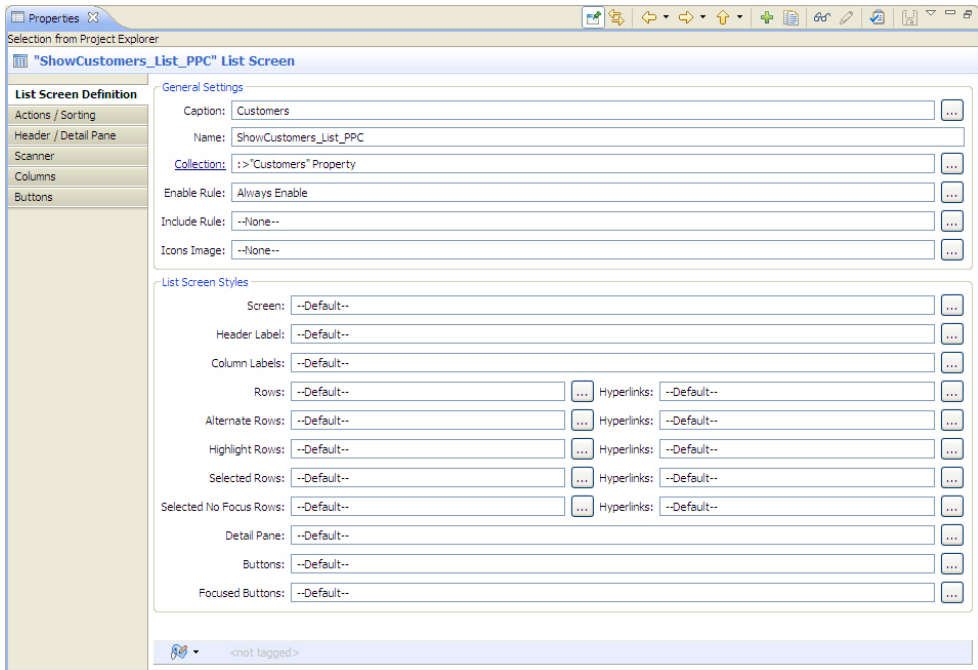 Properties
Selection from Project Explorer
"ShowCustomers_List_PPC" List Screen
List Screen Definition
Actions / Sorting
Header / Detail Pane
Scanner
Columns
Buttons
General Settings
Caption: Customers ...
Name: ShowCustomers_List_PPC
Collection: :>"Customers" Property ...
Enable Rule: Always Enable ...
Include Rule: --None-- ...
Icons Image: --None-- ...
List Screen Styles
Screen: --Default-- ...
Header Label: --Default-- ...
Column Labels: --Default-- ...
Rows: --Default-- ... Hyperlinks: --Default-- ...
Alternate Rows: --Default-- ... Hyperlinks: --Default-- ...
Highlight Rows: --Default-- ... Hyperlinks: --Default-- ...
Selected Rows: --Default-- ... Hyperlinks: --Default-- ...
Selected No Focus Rows: --Default-- ... Hyperlinks: --Default-- ...
Detail Pane: --Default-- ...
Buttons: --Default-- ...
Focused Buttons: --Default-- ...
<not tagged>